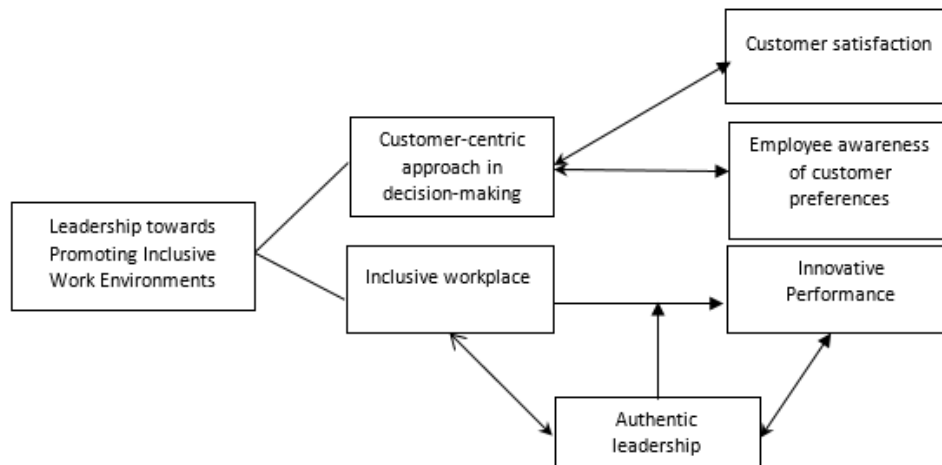 Customer satisfaction
Customer-centric
approach in
decision-making
Employee awareness
of customer
preferences
Leadership towards
Promoting Inclusive
Work Environments
Inclusive workplace
Innovative
Performance
Authentic
leadership